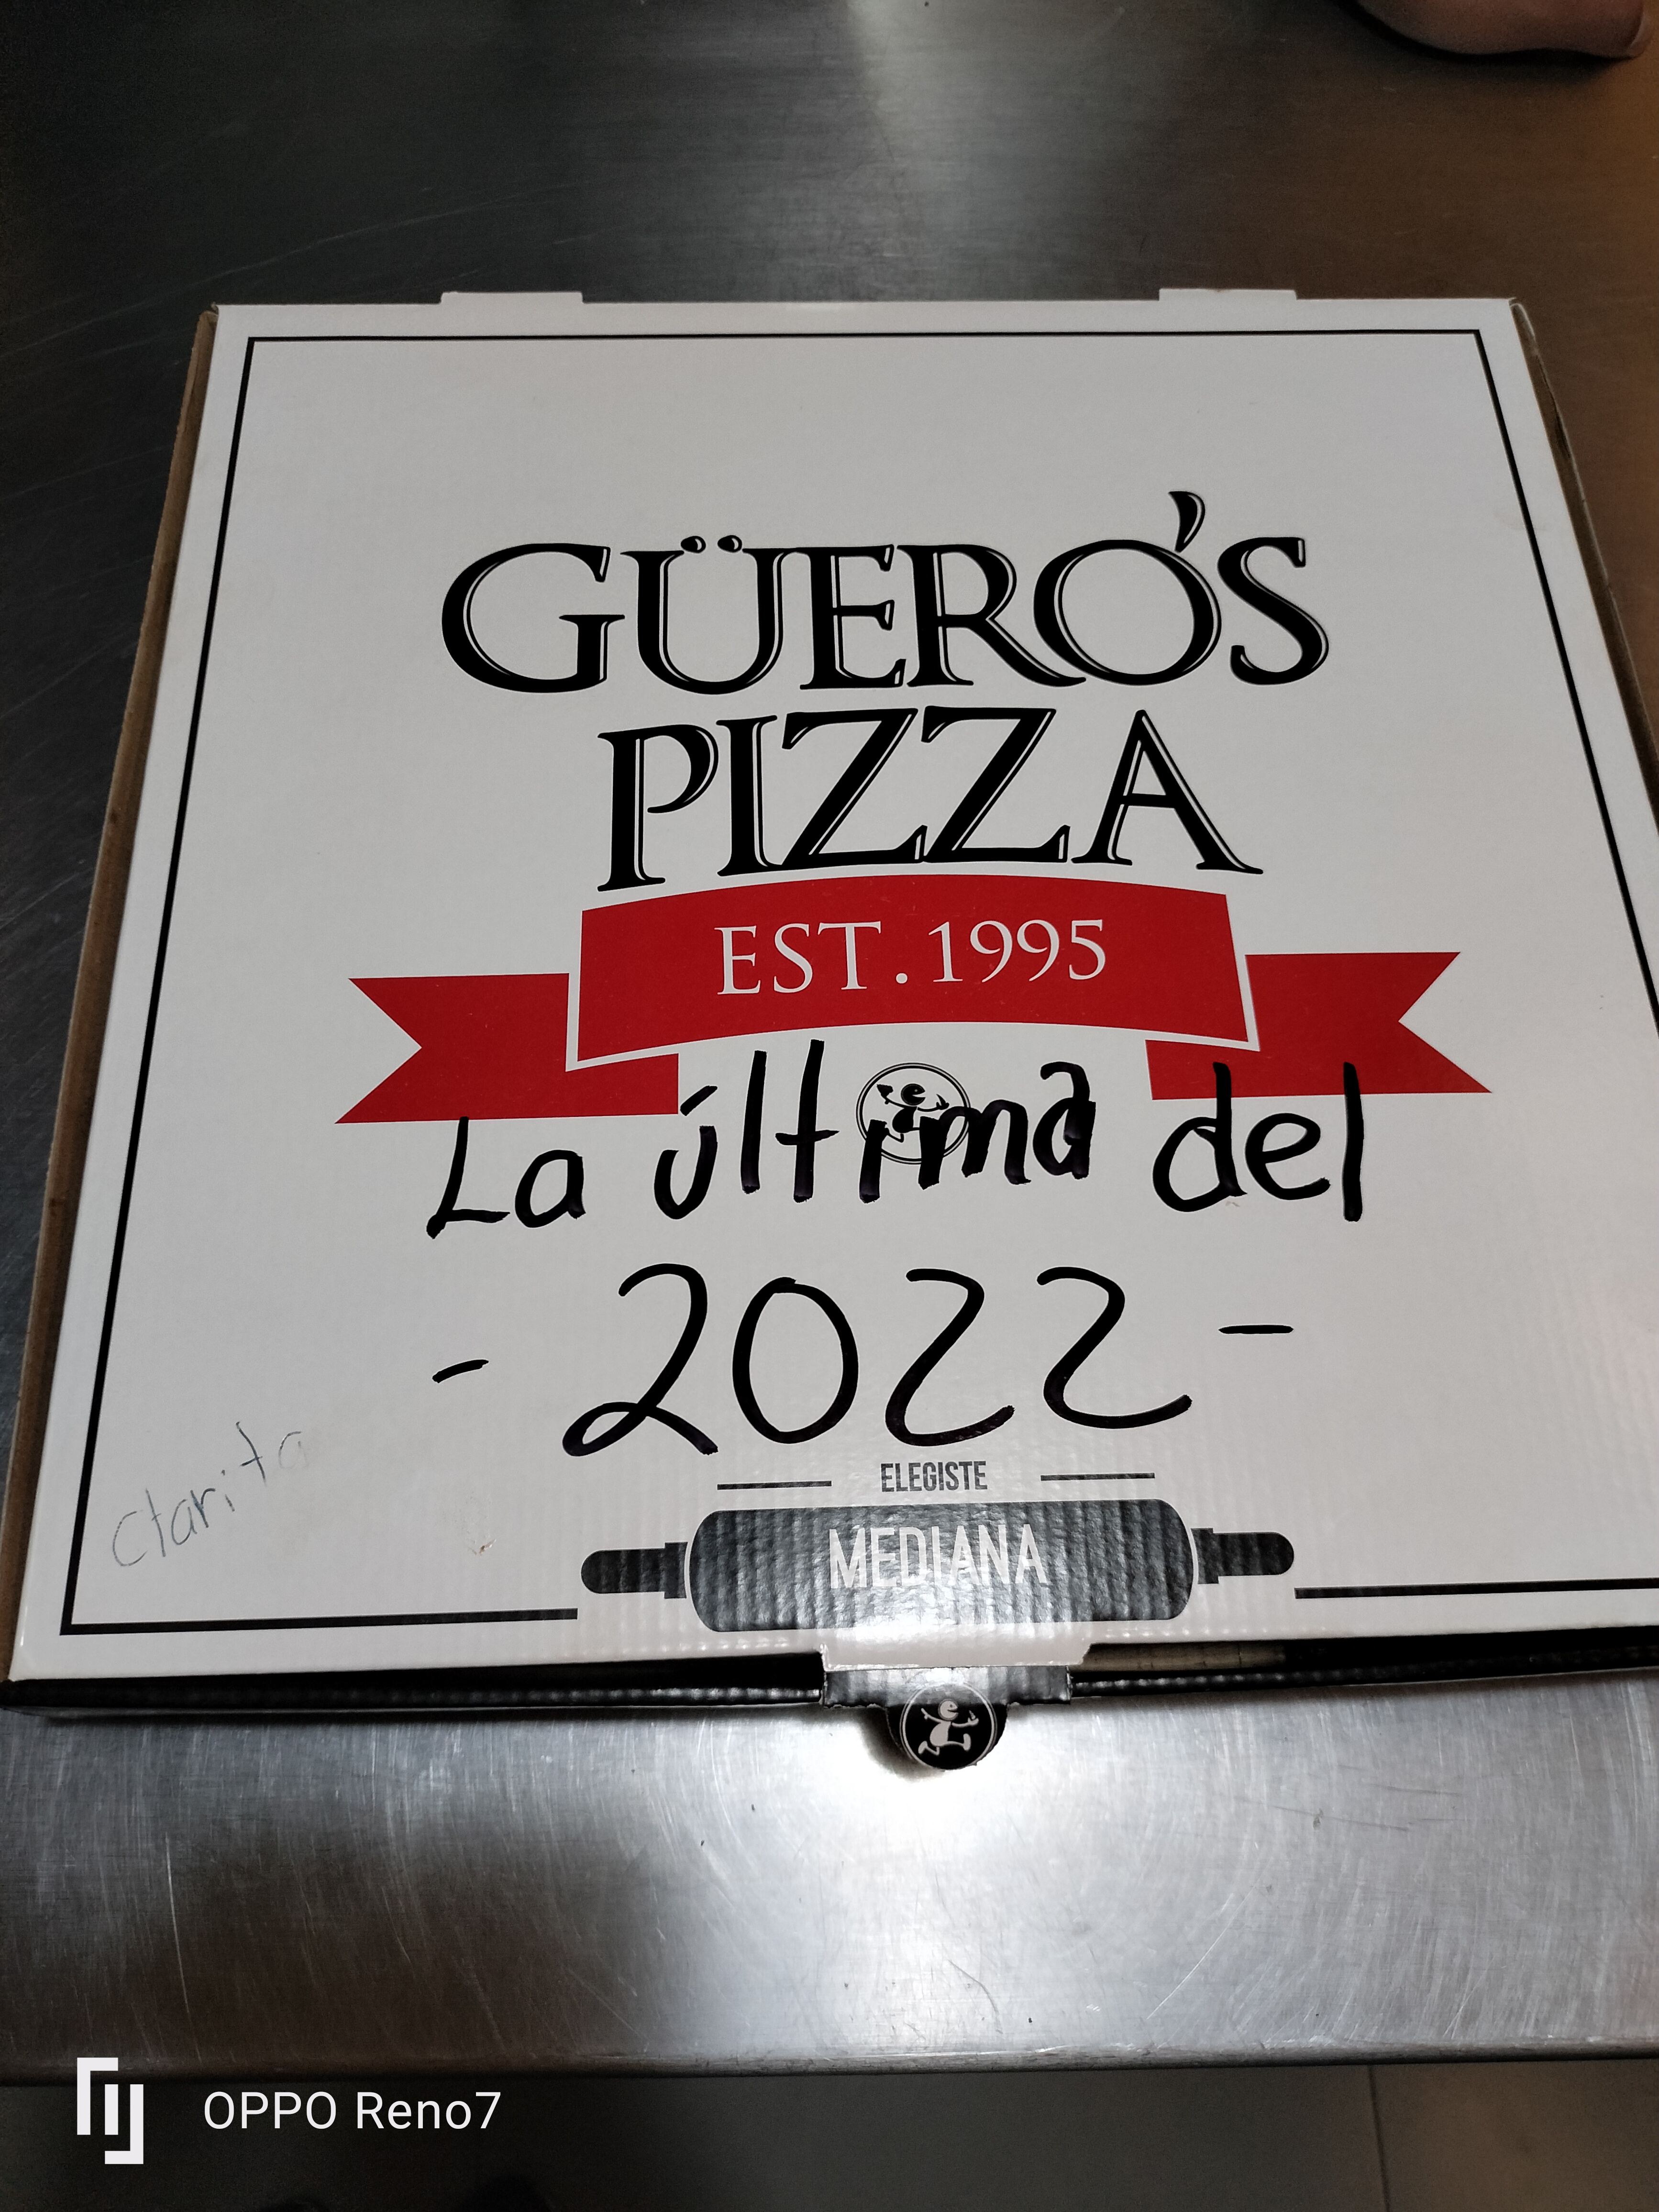 GÜERO'S
PIZZA
EST. 1995
La última del
- 2022 -
Clarita
ELEGISTE
MEDIANA
OPPO Reno7